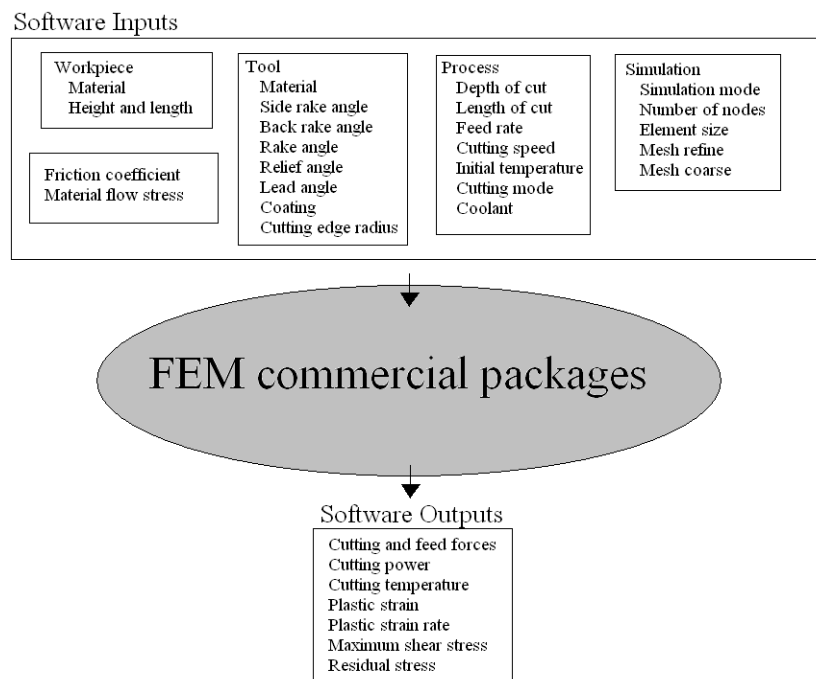 Software Inputs
Workpiece
Material
Height and length
Friction coefficient
Material flow stress
Tool
Material
Side rake angle
Back rake angle
Rake angle
Relief angle
Lead angle
Coating
Cutting edge radius
Process
Depth of cut
Length of cut
Feed rate
Cutting speed
Initial temperature
Cutting mode
Coolant
Simulation
Simulation mode
Number of nodes
Element size
Mesh refine
Mesh coarse
FEM commercial packages
Software Outputs
Cutting and feed forces
Cutting power
Cutting temperature
Plastic strain
Plastic strain rate
Maximum shear stress
Residual stress